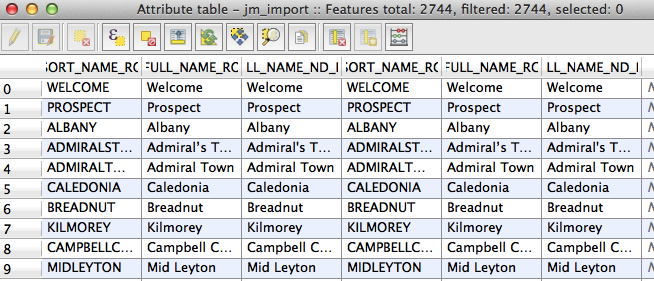 Attribute table - jm_import :: Features total: 2744, filtered: 2744, selected: 0
SORT_NAME_RO FULL_NAME_RO LL_NAME_ND_I SORT_NAME_RO FULL_NAME_RO LL_NAME_ND_I
0 WELCOME Welcome Welcome WELCOME Welcome Welcome
1 PROSPECT Prospect Prospect PROSPECT Prospect Prospect
2 ALBANY Albany Albany ALBANY Albany Albany
3 ADMIRALST... Admiral's T... Admiral's T... ADMIRALST... Admiral's T... Admiral's T...
4 ADMIRALT... Admiral Town Admiral Town ADMIRALT... Admiral Town Admiral Town
5 CALEDONIA Caledonia Caledonia CALEDONIA Caledonia Caledonia
6 BREADNUT Breadnut Breadnut BREADNUT Breadnut Breadnut
7 KILMOREY Kilmorey Kilmorey KILMOREY Kilmorey Kilmorey
8 CAMPBELLC... Campbell C... Campbell C... CAMPBELLC... Campbell C... Campbell C...
9 MIDLEYTON Mid Leyton Mid Leyton MIDLEYTON Mid Leyton Mid Leyton